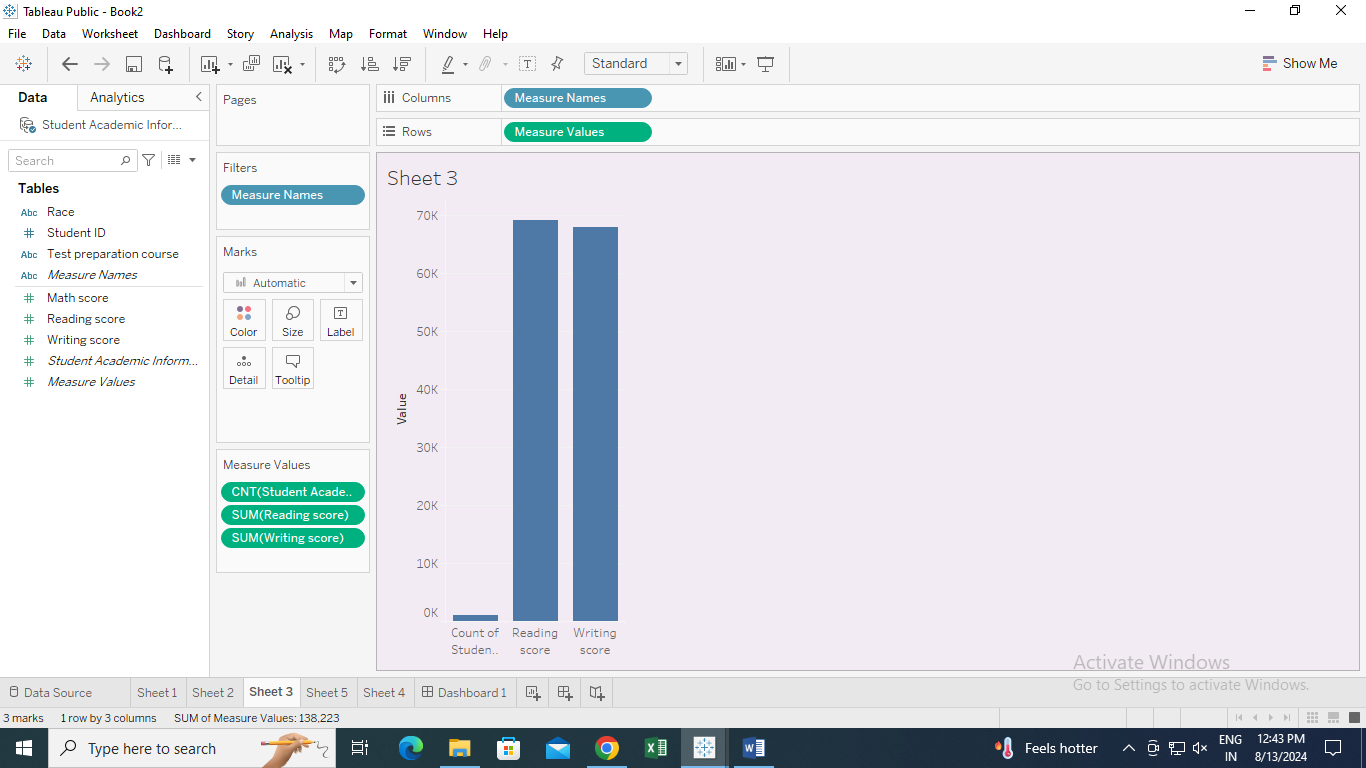 Tableau Public - Book2
File Data Worksheet Dashboard Story Analysis Map Format Window Help
Standard
Show Me
Data Analytics
Student Academic Infor...
Search
Tables
Abc Race
# Student ID
Abc Test preparation course
Abc Measure Names
# Math score
# Reading score
# Writing score
# Student Academic Inform...
# Measure Values
Pages
Filters
Measure Names
Marks
Automatic
Color Size Label
Detail Tooltip
Measure Values
CNT(Student Acade..
SUM(Reading score)
SUM(Writing score)
Columns Measure Names
Rows Measure Values
Sheet 3
70K
60K
50K
40K
30K
20K
10K
0K
Value
Count of Studen..
Reading score
Writing score
Activate Windows
Go to Settings to activate Windows.
Data Source Sheet 1 Sheet 2 Sheet 3 Sheet 5 Sheet 4 Dashboard 1
3 marks 1 row by 3 columns SUM of Measure Values: 138,223
Type here to search
Feels hotter
ENG
IN
12:43 PM
8/13/2024